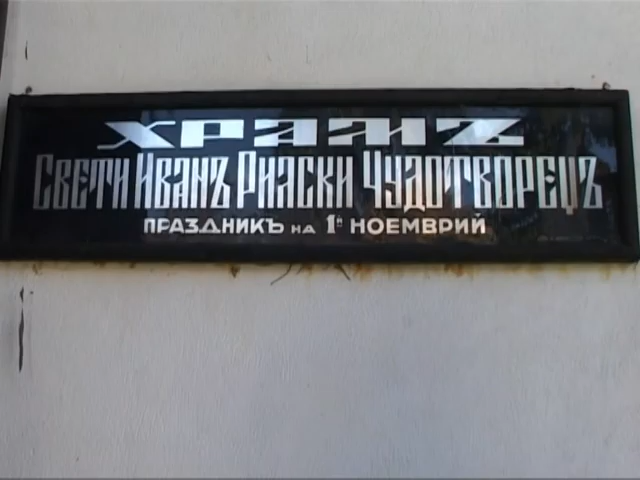 ХРАМЪ
СВЕТИ ИВАНЪ РИЛСКИ ЧУДОТВОРЕЦЪ
ПРАЗДНИКЪ НА 1й НОЕМВРИЙ